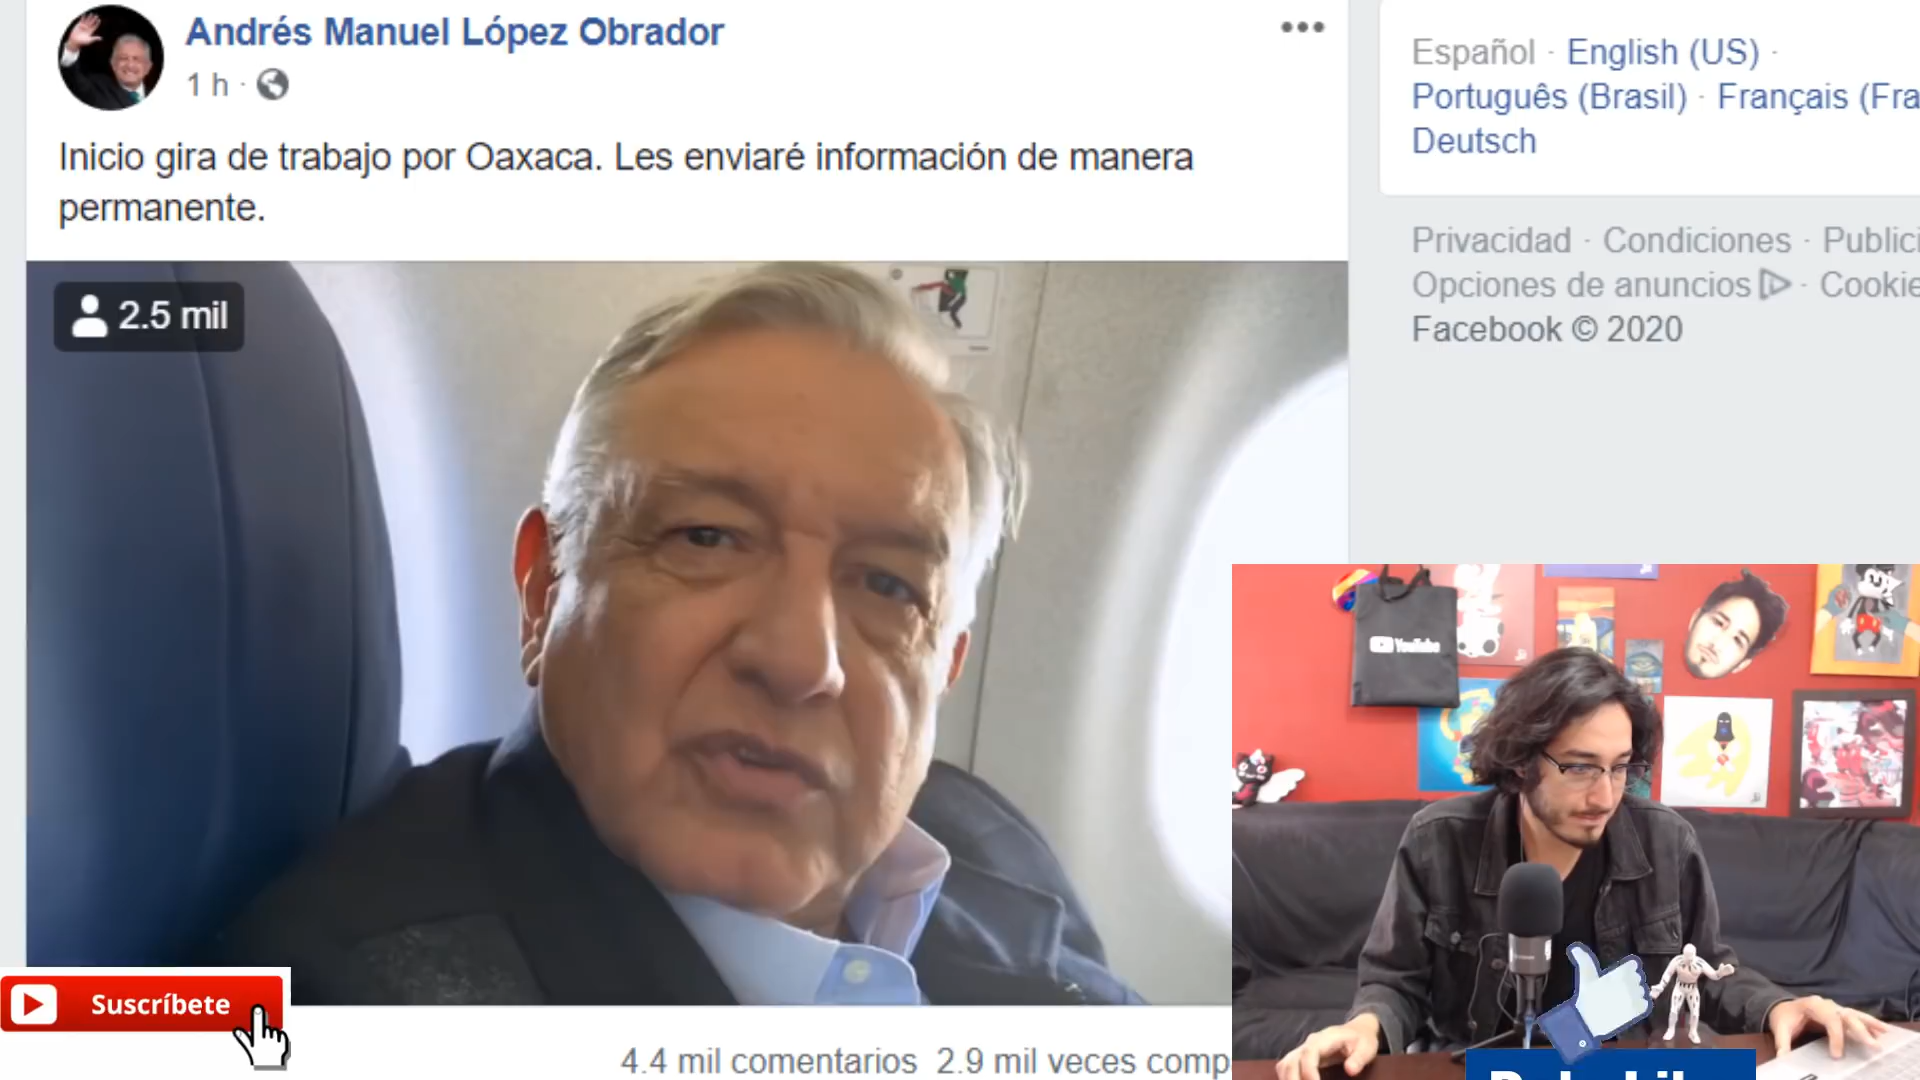 Andrés Manuel López Obrador
1 h ·
Inicio gira de trabajo por Oaxaca. Les enviaré información de manera
permanente.
2.5 mil
4.4 mil comentarios 2.9 mil veces comp
Español · English (US) ·
Português (Brasil) · Français (Fra
Deutsch
Privacidad · Condiciones · Publici
Opciones de anuncios · Cookie
Facebook © 2020
YouTube
Suscríbete